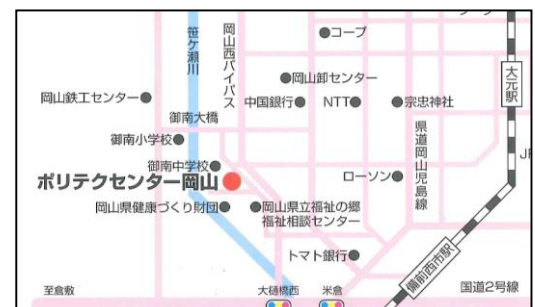 コープ
笹ケ瀬川
岡山西バイパス
岡山卸センター
大元駅
岡山鉄工センター
中国銀行
NTT
宗忠神社
御南大橋
御南小学校
県道岡山児島線
御南中学校
ポリテクセンター岡山
ローソン
岡山県健康づくり財団
岡山県立福祉の郷
福祉相談センター
トマト銀行
備前西市駅
至倉敷
大樋橋西
米倉
国道2号線